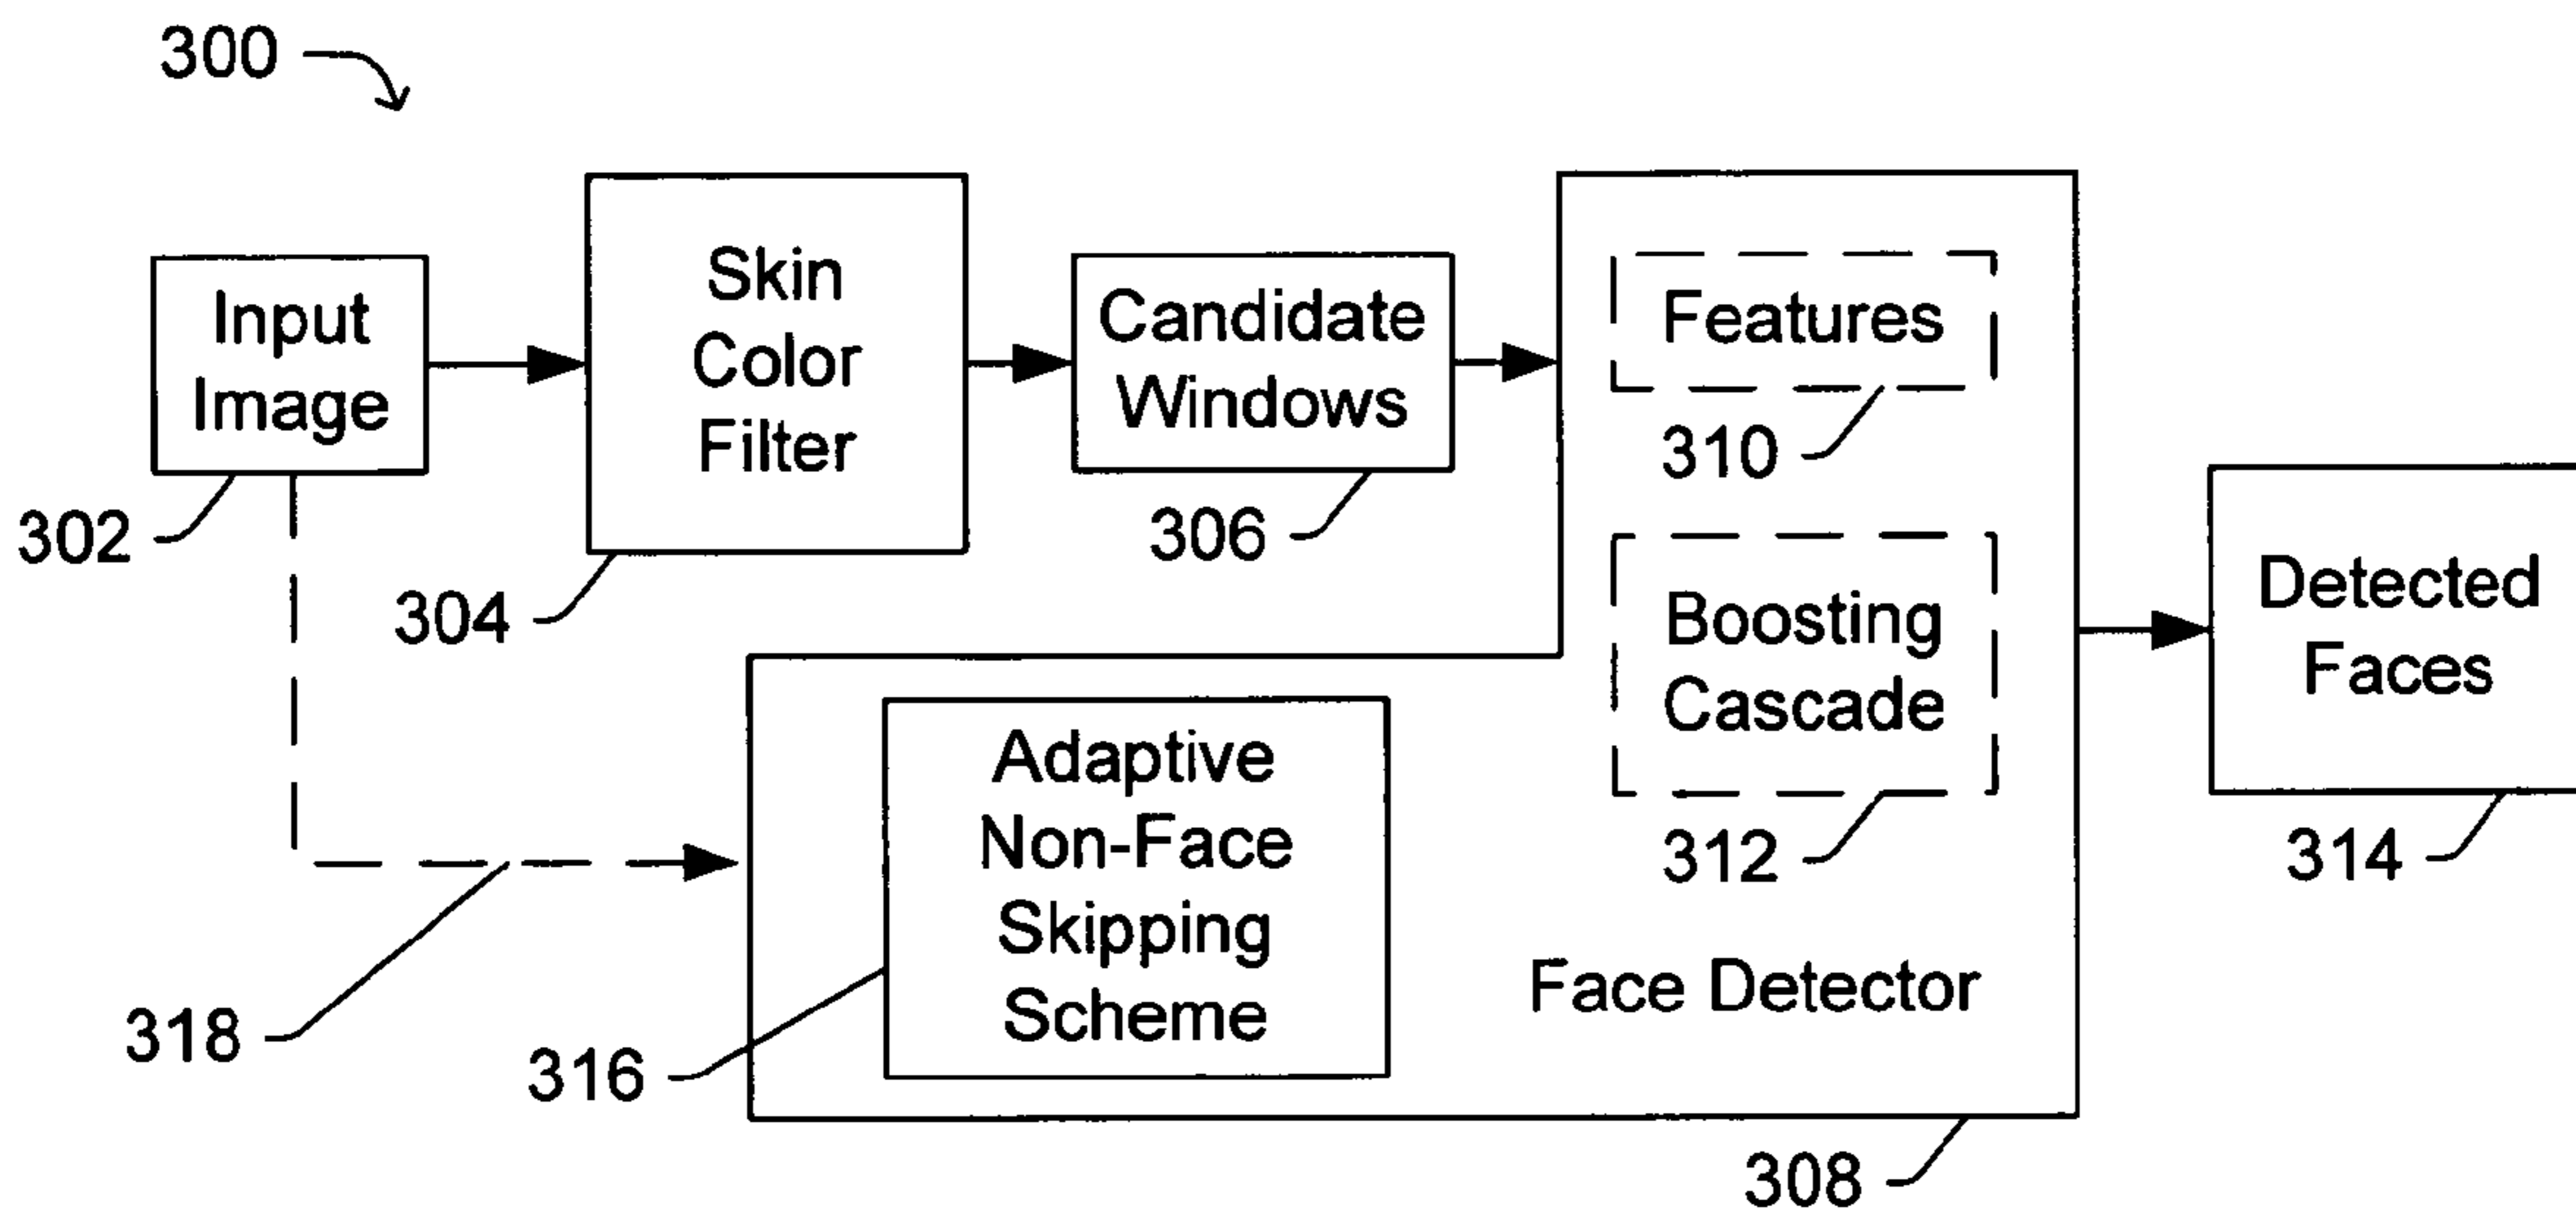 300
Input
Image
302
Skin
Color
Filter
304
Candidate
Windows
306
Features
310
Boosting
Cascade
312
Adaptive
Non-Face
Skipping
Scheme
316
318
Face Detector
308
Detected
Faces
314